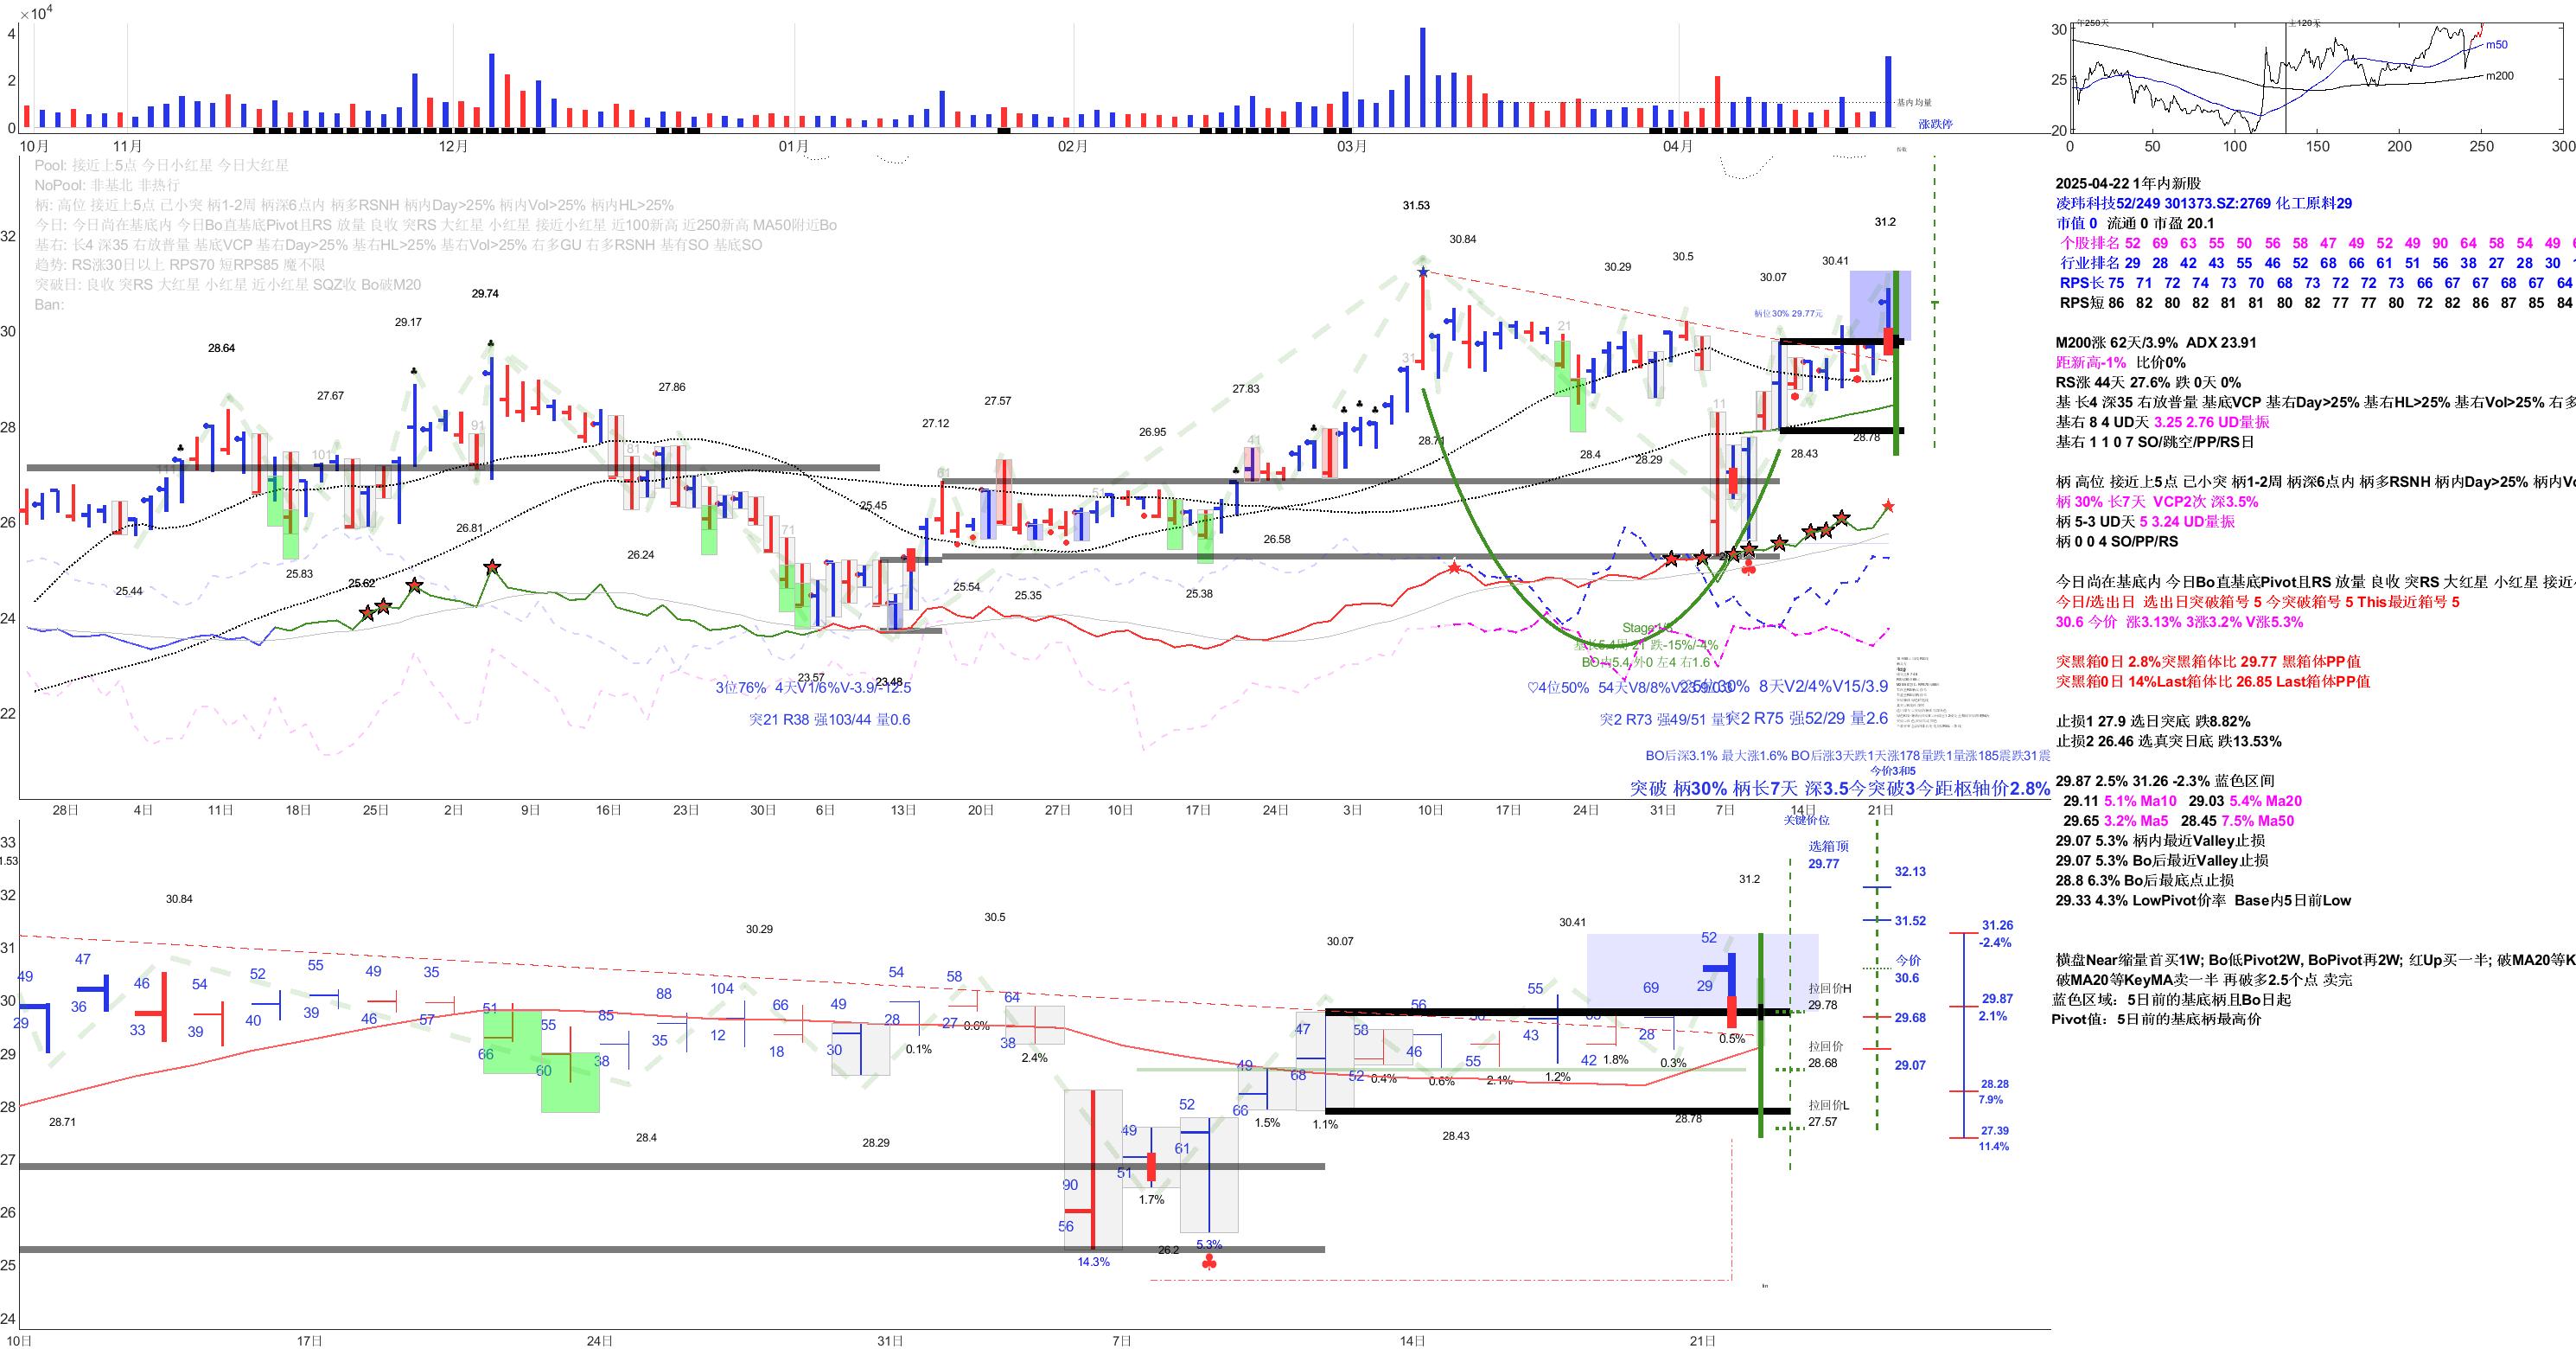 ×10⁴
4
2
0
10月 11月 12月 01月 02月 03月 04月
基内均量
涨跌停
Pool: 接近上5点 今日小红星 今日大红星
NoPool: 非基北 非热行
柄: 高位 接近上5点 己小突 柄1-2周 柄深6点内 柄多RSNH 柄内Day>25% 柄内Vol>25% 柄内HL>25%
今日: 今日尚在基底内 今日Bo直基底Pivot且RS 放量 良收 突RS 大红星 小红星 接近小红星 近100新高 近250新高 MA50附近Bo
基右: 长4 深35 右放普量 基底VCP 基右Day>25% 基右HL>25% 基右Vol>25% 右多GU 右多RSNH 基有SO 基底SO
趋势: RS涨30日以上 RPS70 短RPS85 魔不限
突破日: 良收 突RS 大红星 小红星 近小红星 SQZ收 Bo破M20
Ban:
32
30
28
26
24
22
28.64 27.67 29.17 29.74 27.86 27.12 27.57 26.95 27.83 31.53 30.84 30.29 30.5 30.07 30.41 31.2
柄位30% 29.77元
25.44 25.83 25.62 26.81 26.24 23.57 23.48 25.45 25.54 25.35 25.38 26.58 28.71 28.4 28.29 28.43 28.78
111 101 91 81 71 61 51 41 31 21 11
Stage1/5
BO内5.4 外0 左4 右1.6
3位76% 4天V1/6%V-3.9/-12.5
突21 R38 强103/44 量0.6
♡4位50% 54天V8/8%V23.9/0.3
♡5位30% 8天V2/4%V15/3.9
突2 R73 强49/51
突2 R75 强52/29 量2.6
BO后深3.1% 最大涨1.6% BO后涨3天跌1天涨178量跌1量涨185震跌31震
今价3和5
突破 柄30% 柄长7天 深3.5今突破3今距枢轴价2.8%
28日 4日 11日 18日 25日 2日 9日 16日 23日 30日 6日 13日 20日 27日 10日 17日 24日 3日 10日 17日 24日 31日 7日 14日 21日
关键价位
33
1.53
32
31
30
29
28
27
26
25
24
30.84 30.29 30.5 30.07 30.41 31.2
49 47 46 54 52 55 49 35 51 55 85 88 104 66 49 54 58 64 90 49 52 49 47 58 56 55 69 52
29 36 33 39 40 39 46 57 66 60 38 35 12 18 30 28 27 38 56 51 61 66 68 52 46 55 43 42 28 29
0.1% 0.6% 2.4% 14.3% 1.7% 5.3% 1.5% 1.1% 0.4% 0.6% 2.1% 1.2% 1.8% 0.3% 0.5%
28.71 28.4 28.29 26.2 28.43 28.78
选箱顶
29.77
拉回价H
29.78
拉回价
28.68
拉回价L
27.57
32.13
31.52
今价
30.6
29.68
29.07
31.26
-2.4%
29.87
2.1%
28.28
7.9%
27.39
11.4%
10日 17日 24日 31日 7日 14日 21日
年250天 主120天
30
25
20
m50
m200
0 50 100 150 200 250 300
2025-04-22 1年内新股
凌玮科技52/249 301373.SZ:2769 化工原料29
市值 0 流通 0 市盈 20.1
个股排名 52 69 63 55 50 56 58 47 49 52 49 90 64 58 54 49
行业排名 29 28 42 43 55 46 52 68 66 61 51 56 38 27 28 30
RPS长 75 71 72 74 73 70 68 73 72 72 73 66 67 67 68 67 64
RPS短 86 82 80 82 81 81 80 82 77 77 80 72 82 86 87 85 84
M200涨 62天/3.9% ADX 23.91
距新高-1% 比价0%
RS涨 44天 27.6% 跌 0天 0%
基 长4 深35 右放普量 基底VCP 基右Day>25% 基右HL>25% 基右Vol>25% 右多
基右 8 4 UD天 3.25 2.76 UD量振
基右 1 1 0 7 SO/跳空/PP/RS日
柄 高位 接近上5点 己小突 柄1-2周 柄深6点内 柄多RSNH 柄内Day>25% 柄内Vo
柄 30% 长7天 VCP2次 深3.5%
柄 5-3 UD天 5 3.24 UD量振
柄 0 0 4 SO/PP/RS
今日尚在基底内 今日Bo直基底Pivot且RS 放量 良收 突RS 大红星 小红星 接近
今日/选出日 选出日突破箱号 5 今突破箱号 5 This最近箱号 5
30.6 今价 涨3.13% 3涨3.2% V涨5.3%
突黑箱0日 2.8%突黑箱体比 29.77 黑箱体PP值
突黑箱0日 14%Last箱体比 26.85 Last箱体PP值
止损1 27.9 选日突底 跌8.82%
止损2 26.46 选真突日底 跌13.53%
29.87 2.5% 31.26 -2.3% 蓝色区间
29.11 5.1% Ma10 29.03 5.4% Ma20
29.65 3.2% Ma5 28.45 7.5% Ma50
29.07 5.3% 柄内最近Valley止损
29.07 5.3% Bo后最近Valley止损
28.8 6.3% Bo后最底点止损
29.33 4.3% LowPivot价率 Base内5日前Low
横盘Near缩量首买1W; Bo低Pivot2W, BoPivot再2W; 红Up买一半; 破MA20等K
破MA20等KeyMA卖一半 再破多2.5个点 卖完
蓝色区域：5日前的基底柄且Bo日起
Pivot值：5日前的基底柄最高价